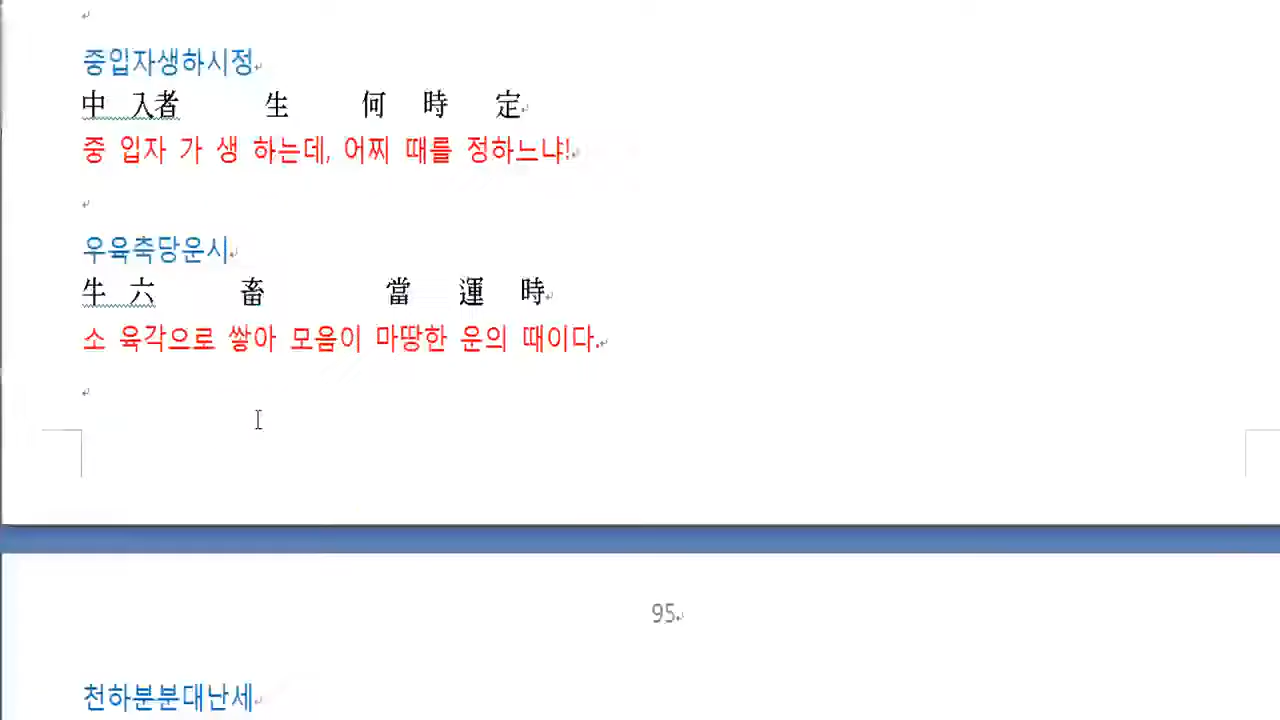 중입자생하시정
中 入者 生 何 時 定
중 입자 가 생 하는데, 어찌 때를 정하느냐!
우육축당운시
牛 六 畜 當 運 時
소 육각으로 쌓아 모음이 마땅한 운의 때이다.
95
천하분분대난세